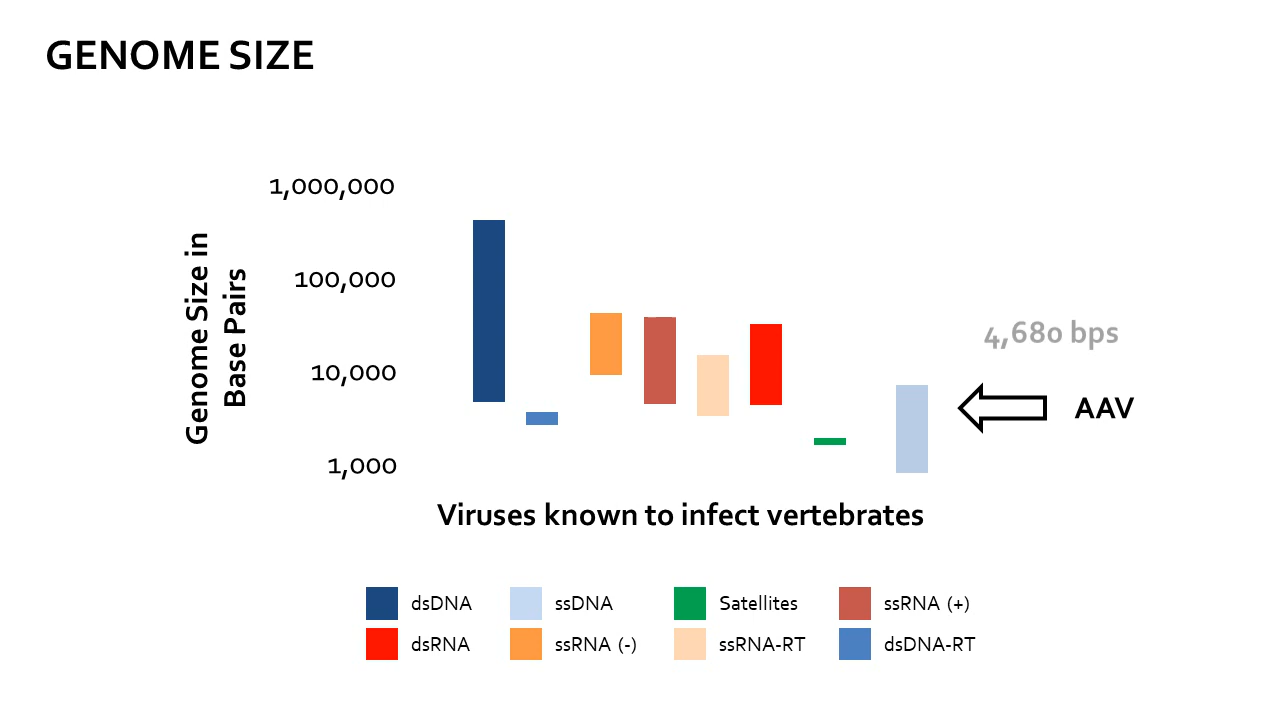 GENOME SIZE
1,000,000
100,000
10,000
1,000
Genome Size in
Base Pairs
4,680 bps
AAV
Viruses known to infect vertebrates
dsDNA
ssDNA
Satellites
ssRNA (+)
dsRNA
ssRNA (-)
ssRNA-RT
dsDNA-RT